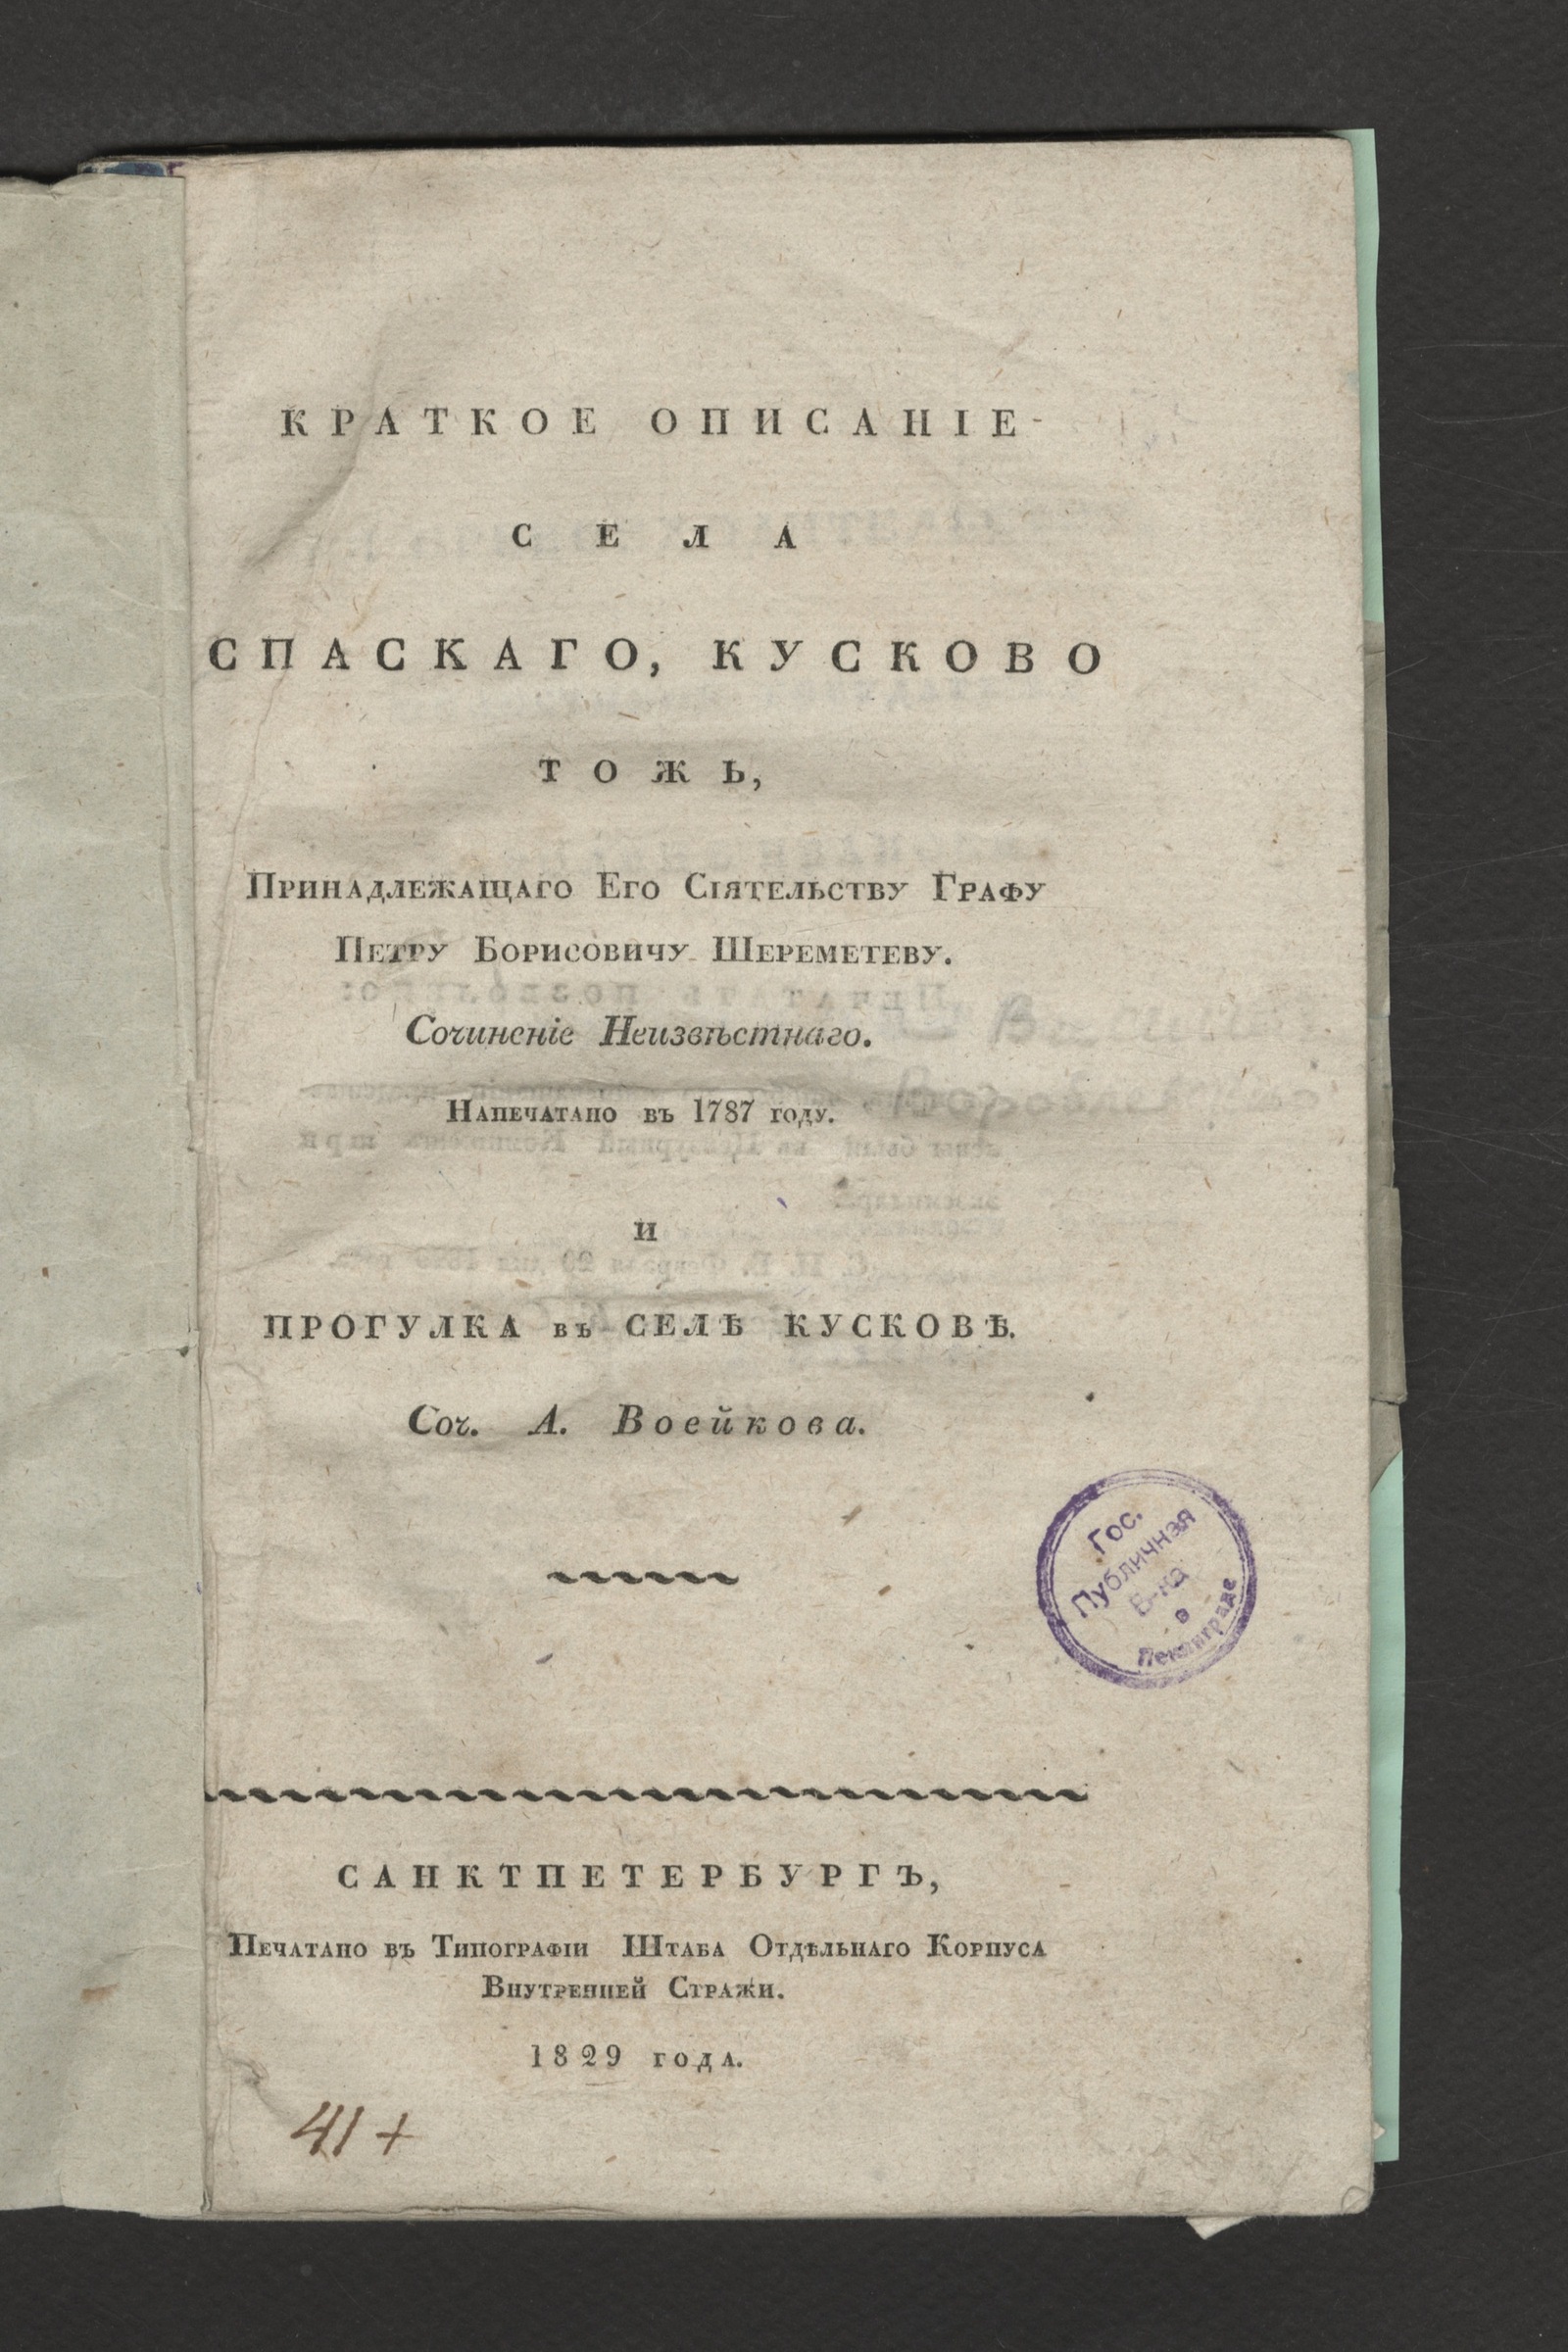 КРАТКОЕ ОПИСАНІЕ
СЕЛА
СПАСКАГО, КУСКОВО
ТОЖЬ,
Принадлежащаго Его Сіятельству Графу
Петру Борисовичу Шереметеву.
Сочиненіе Неизвѣстнаго.
Напечатано въ 1787 году.
и
ПРОГУЛКА въ СЕЛѢ КУСКОВѢ.
Соч. А. Воейкова.
Гос.
Публичная
Б-ка
в
Ленинграде
САНКТПЕТЕРБУРГЪ,
Печатано въ Типографіи Штаба Отдѣльнаго Корпуса
Внутренней Стражи.
1829 года.
41+